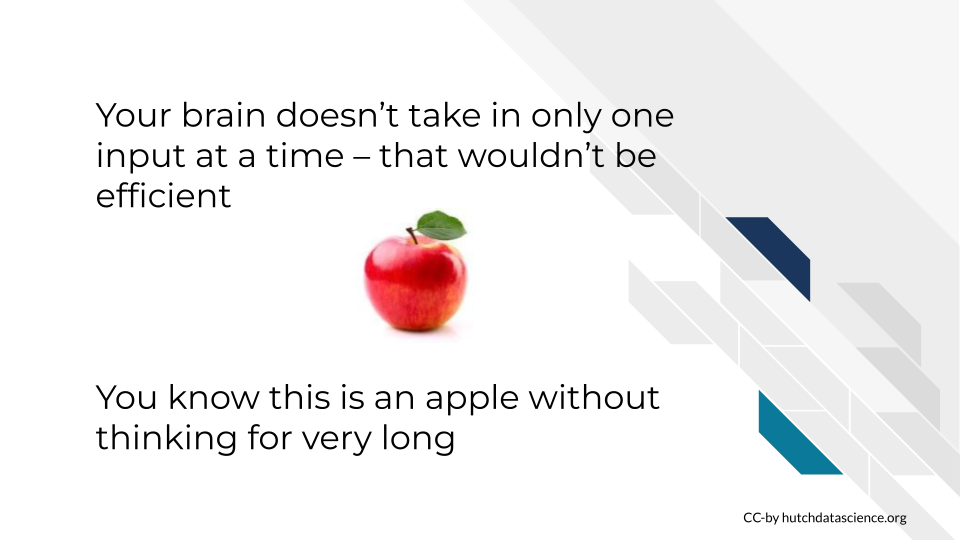 Your brain doesn’t take in only one
input at a time – that wouldn’t be
efficient
You know this is an apple without
thinking for very long
CC-by hutchdatascience.org